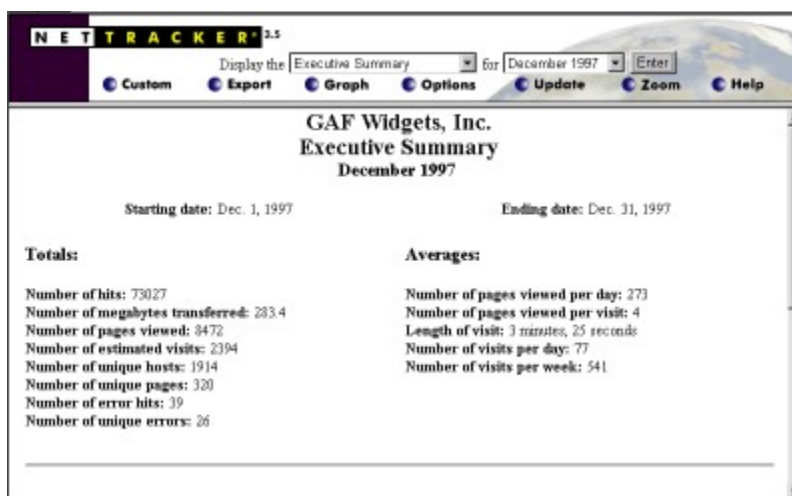 NETTRACKER® 3.5
Display the Executive Summary for December 1997 Enter
Custom Export Graph Options Update Zoom Help
GAF Widgets, Inc.
Executive Summary
December 1997
Starting date: Dec. 1, 1997 Ending date: Dec. 31, 1997
Totals: Averages:
Number of hits: 73027 Number of pages viewed per day: 273
Number of megabytes transferred: 283.4 Number of pages viewed per visit: 4
Number of pages viewed: 8472 Length of visit: 3 minutes, 25 seconds
Number of estimated visits: 2394 Number of visits per day: 77
Number of unique hosts: 1914 Number of visits per week: 541
Number of unique pages: 320
Number of error hits: 39
Number of unique errors: 26